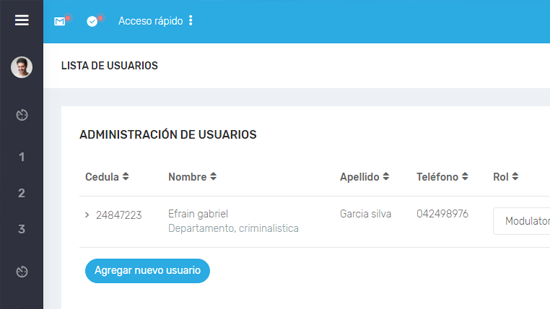 Acceso rápido
LISTA DE USUARIOS
ADMINISTRACIÓN DE USUARIOS
Cedula Nombre Apellido Teléfono Rol
24847223 Efrain gabriel Garcia silva 042498976 Modulator
Departamento, criminalistica
Agregar nuevo usuario
1
2
3